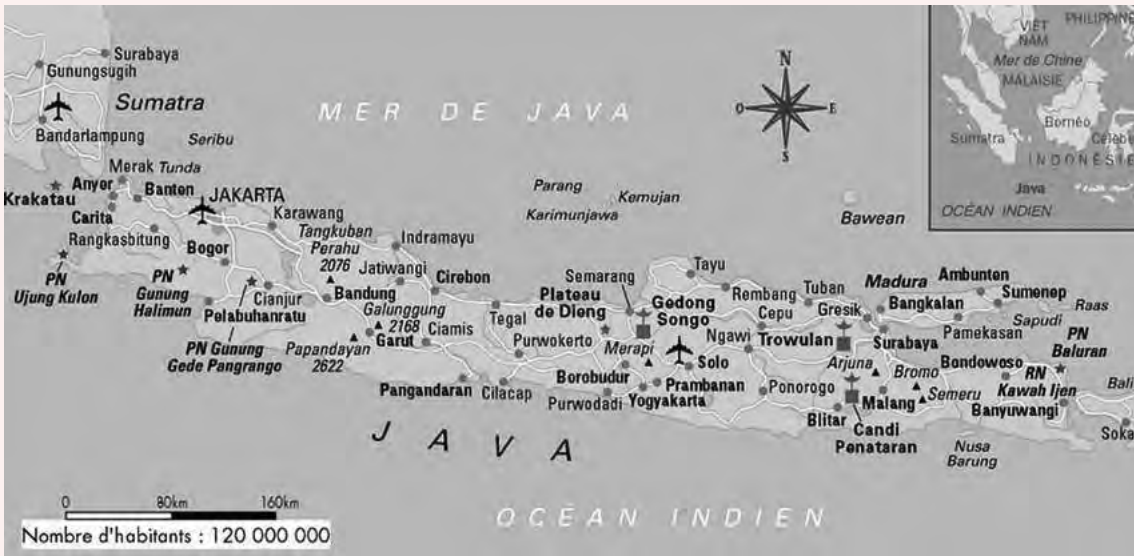 Surabaya
Gunungsugih
Sumatra
Bandarlampung
MER DE JAVA
N
O
E
S
VIÊT
NAM
PHILIPPINE
Mer de Chine
MALAISIE
Bornéo
Sumatra
Célèbe
INDONÉSIE
Java
OCÉAN INDIEN
Seribu
Merak
Tunda
Krakatau
Anyer
Banten
Carita
JAKARTA
Rangkasbitung
Karawang
Tangkuban
Perahu
2076
Indramayu
Parang
Kemujan
Karimunjawa
Bawean
PN
Ujung Kulon
PN
Gunung
Halimun
Bogor
Cianjur
Pelabuhanratu
PN Gunung
Gede Pangrango
Bandung
Jatiwangi
Cirebon
Galunggung
2168
Garut
Papandayan
2622
Ciamis
Pangandaran
Cilacap
Tegal
Purwokerto
Plateau
de Dieng
Semarang
Gedong
Songo
Merapi
Solo
Borobudur
Prambanan
Yogyakarta
Purwodadi
Tayu
Rembang
Cepu
Ngawi
Ponorogo
Tuban
Gresik
Trowulan
Surabaya
Madura
Bangkalan
Ambunten
Sumenep
Pamekasan
Sapudi
Raas
PN
Baluran
Arjuna
Bromo
Semeru
Malang
Blitar
Candi
Penataran
Bondowoso
RN
Kawah Ijen
Banyuwangi
Bali
Soka
Nusa
Barung
JAVA
OCÉAN INDIEN
0
80km
160km
Nombre d'habitants : 120 000 000